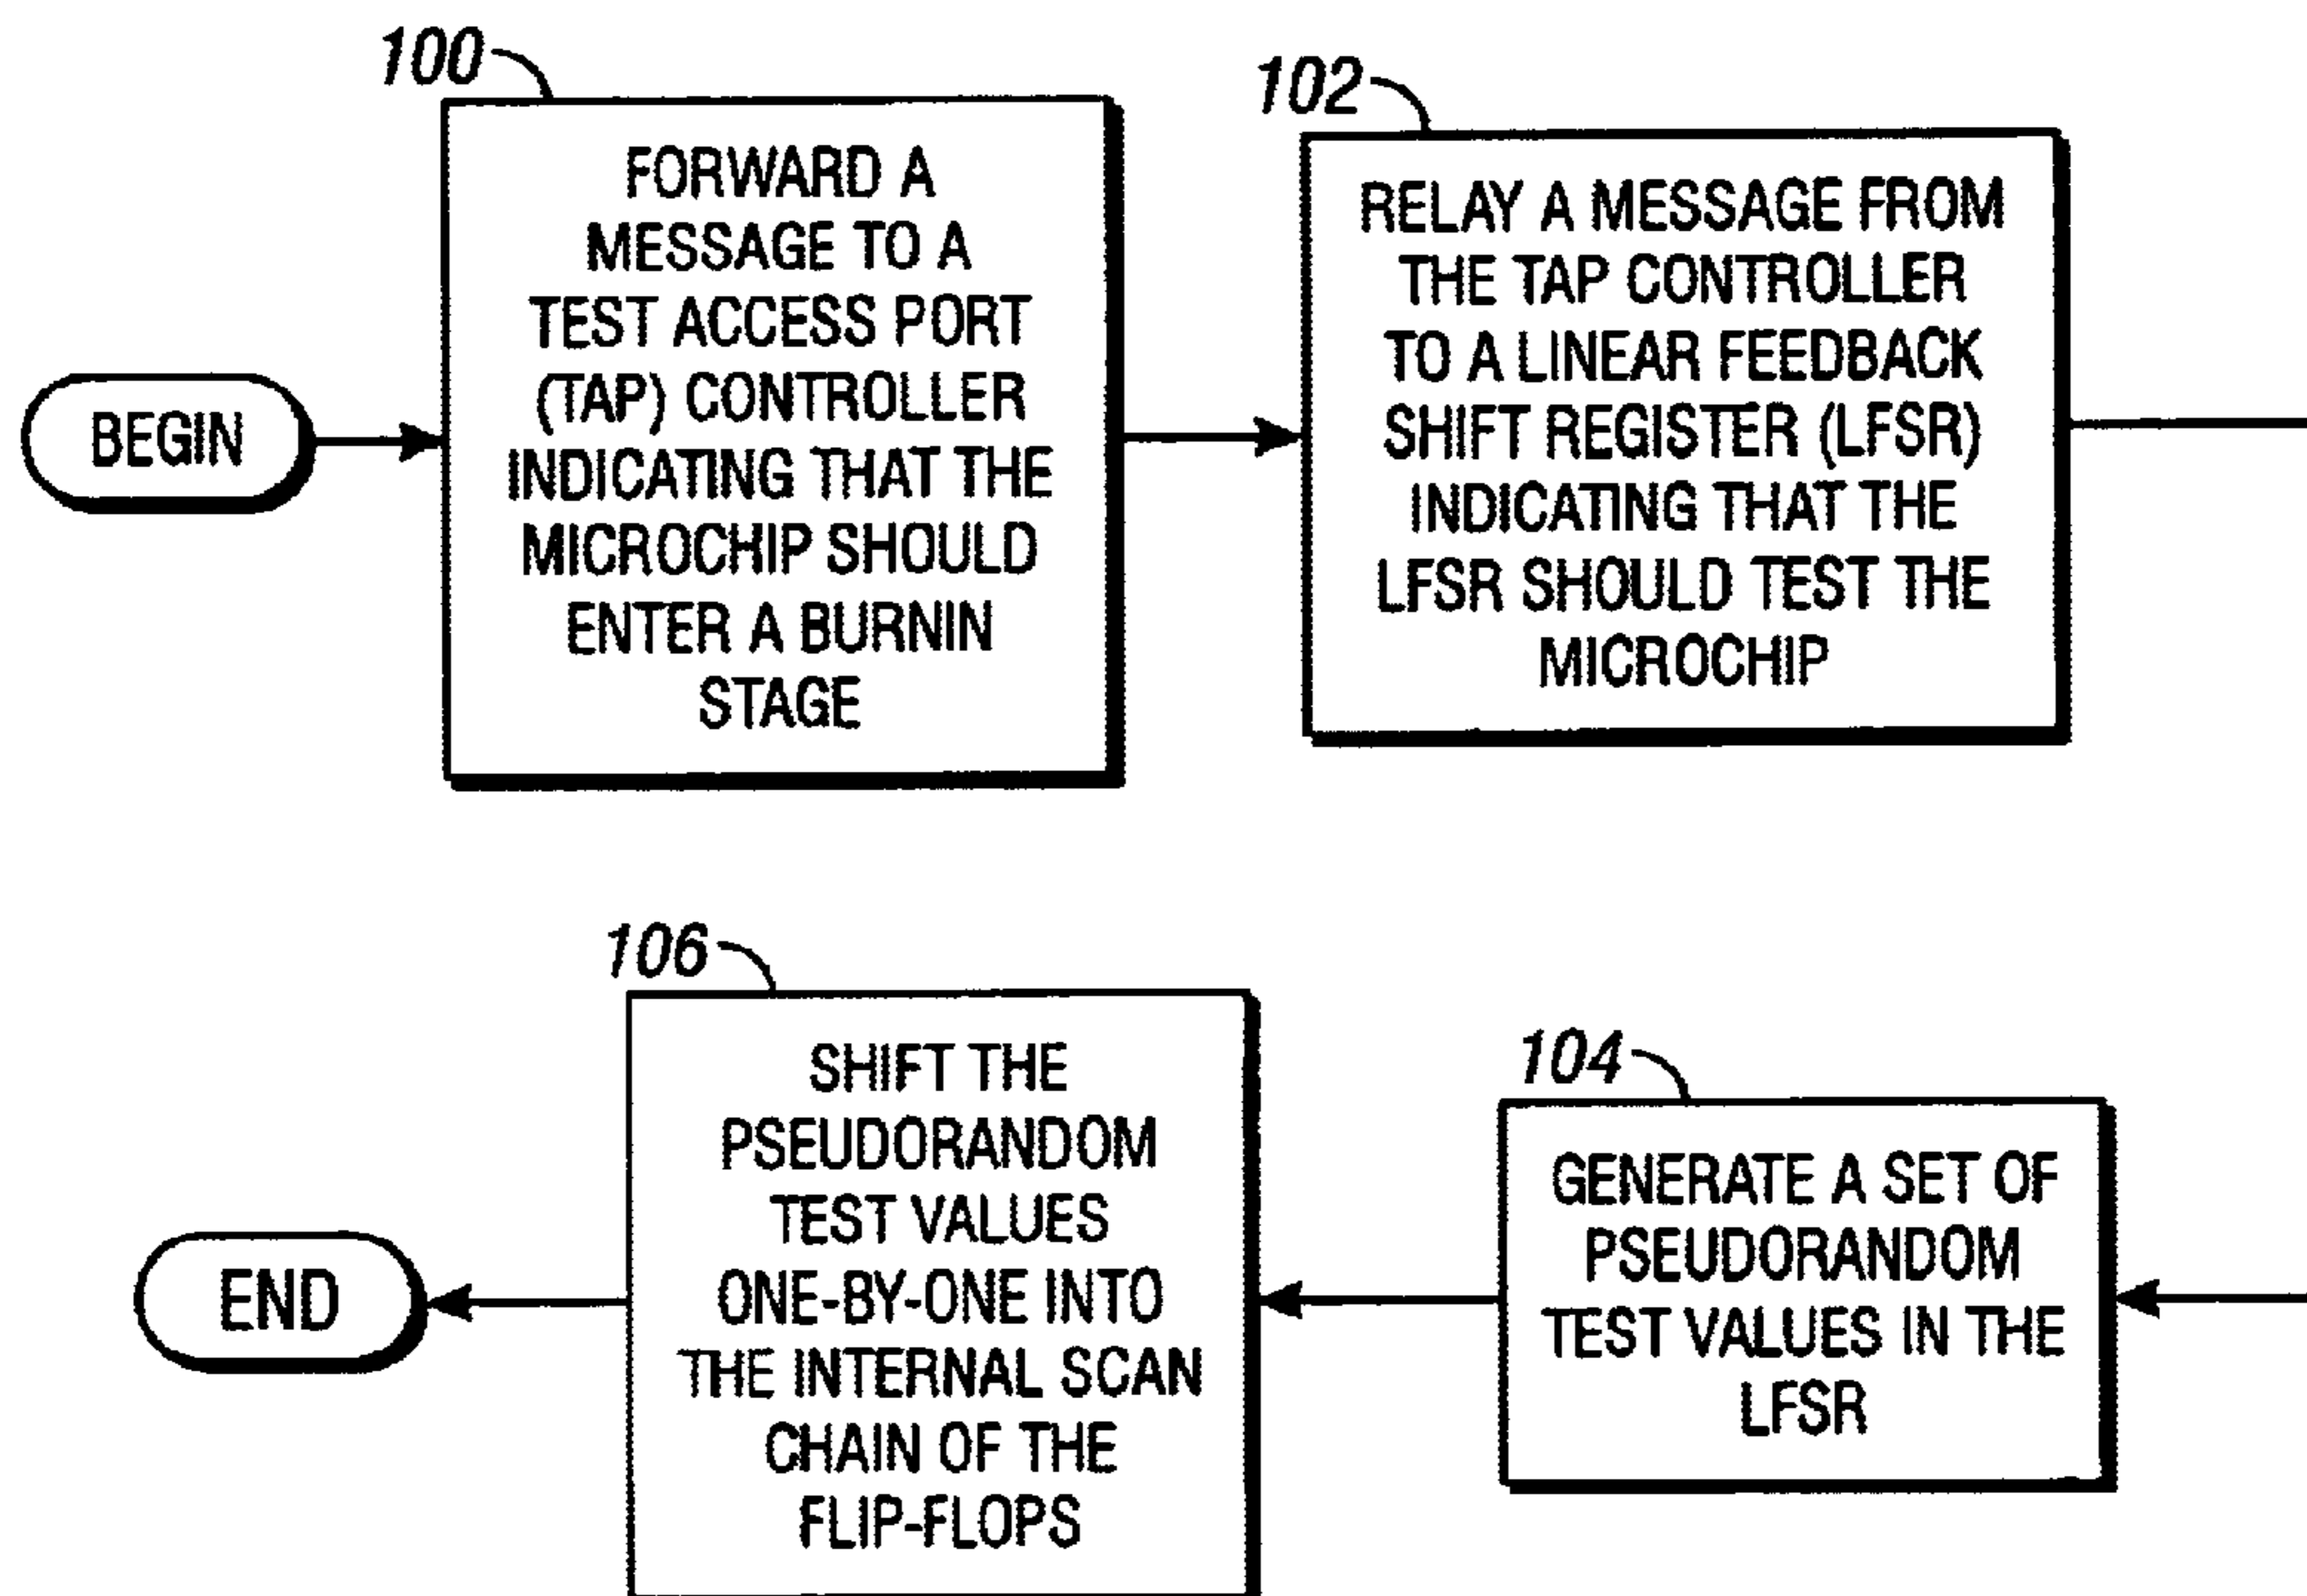 100
FORWARD A
MESSAGE TO A
TEST ACCESS PORT
(TAP) CONTROLLER
INDICATING THAT THE
MICROCHIP SHOULD
ENTER A BURNIN
STAGE
102
RELAY A MESSAGE FROM
THE TAP CONTROLLER
TO A LINEAR FEEDBACK
SHIFT REGISTER (LFSR)
INDICATING THAT THE
LFSR SHOULD TEST THE
MICROCHIP
BEGIN
106
SHIFT THE
PSEUDORANDOM
TEST VALUES
ONE-BY-ONE INTO
THE INTERNAL SCAN
CHAIN OF THE
FLIP-FLOPS
104
GENERATE A SET OF
PSEUDORANDOM
TEST VALUES IN THE
LFSR
END